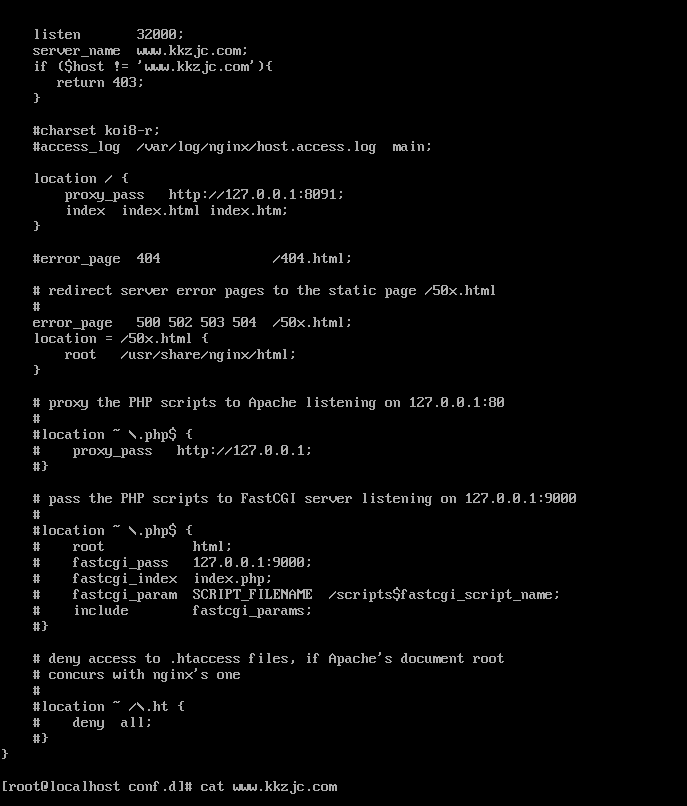 listen       32000;
server_name  www.kkzjc.com;
if ($host != 'www.kkzjc.com'){
return 403;
}
#charset koi8-r;
#access_log  /var/log/nginx/host.access.log  main;
location / {
proxy_pass   http://127.0.0.1:8091;
index  index.html index.htm;
}
#error_page  404              /404.html;
# redirect server error pages to the static page /50x.html
#
error_page   500 502 503 504  /50x.html;
location = /50x.html {
root   /usr/share/nginx/html;
}
# proxy the PHP scripts to Apache listening on 127.0.0.1:80
#
#location ~ \.php$ {
#    proxy_pass   http://127.0.0.1;
#}
# pass the PHP scripts to FastCGI server listening on 127.0.0.1:9000
#
#location ~ \.php$ {
#    root           html;
#    fastcgi_pass   127.0.0.1:9000;
#    fastcgi_index  index.php;
#    fastcgi_param  SCRIPT_FILENAME  /scripts$fastcgi_script_name;
#    include        fastcgi_params;
#}
# deny access to .htaccess files, if Apache's document root
# concurs with nginx's one
#
#location ~ /\.ht {
#    deny  all;
#}
}
[root@localhost conf.d]# cat www.kkzjc.com